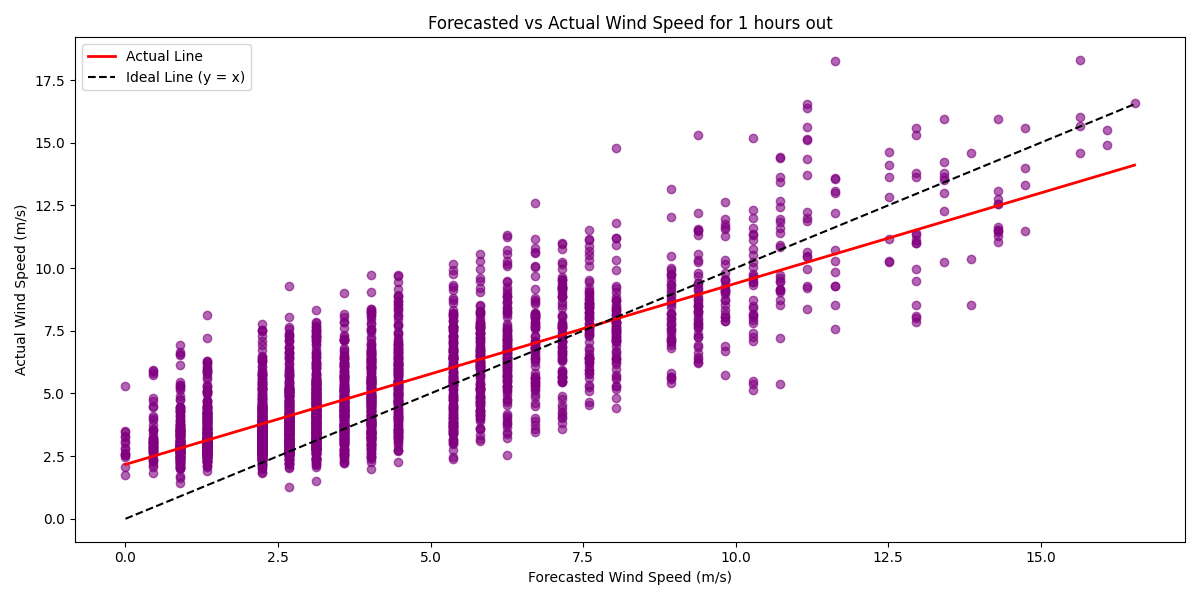 Forecasted vs Actual Wind Speed for 1 hours out
Actual Line
Ideal Line (y = x)
Actual Wind Speed (m/s)
17.5
15.0
12.5
10.0
7.5
5.0
2.5
0.0
0.0 2.5 5.0 7.5 10.0 12.5 15.0
Forecasted Wind Speed (m/s)